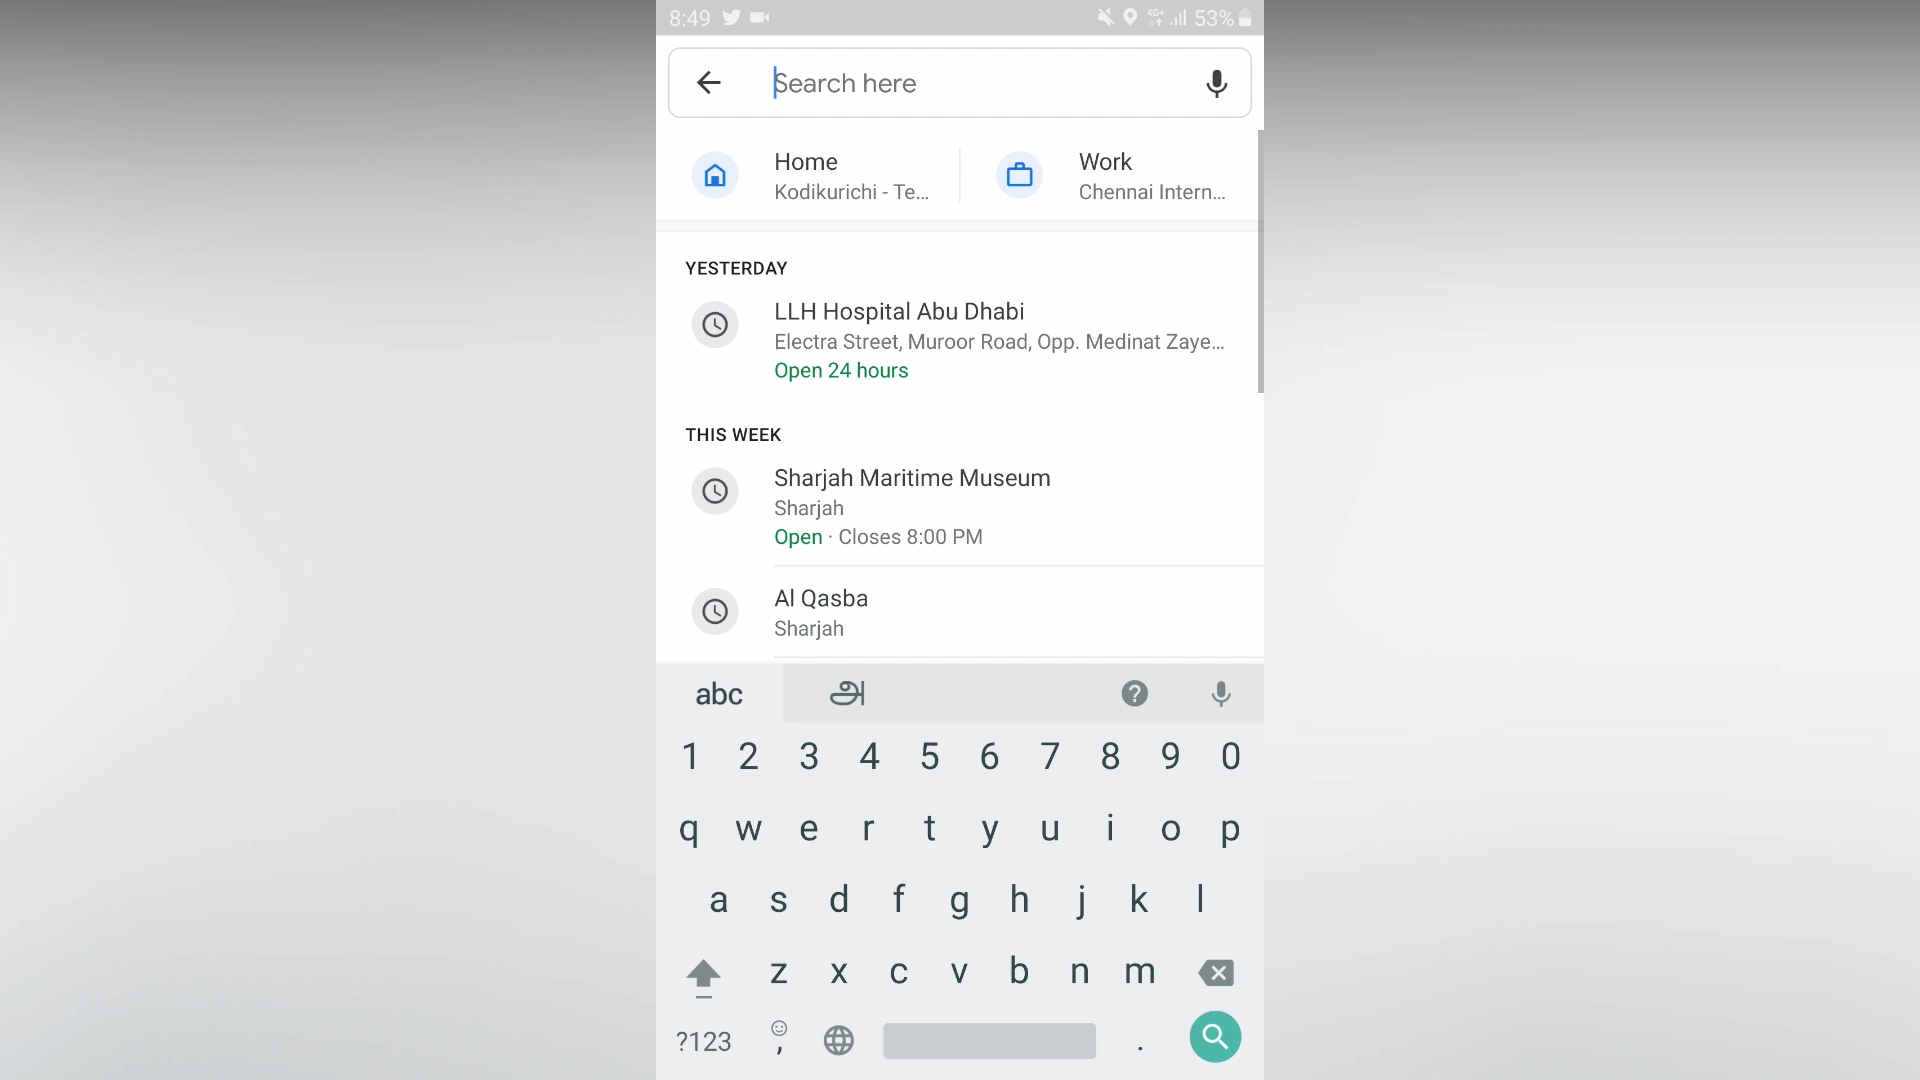 8:49 4G+ 53%
Search here
Home Work
Kodikurichi - Te... Chennai Intern...
YESTERDAY
LLH Hospital Abu Dhabi
Electra Street, Muroor Road, Opp. Medinat Zaye...
Open 24 hours
THIS WEEK
Sharjah Maritime Museum
Sharjah
Open · Closes 8:00 PM
Al Qasba
Sharjah
abc அ
1 2 3 4 5 6 7 8 9 0
q w e r t y u i o p
a s d f g h j k l
z x c v b n m
?123 , .